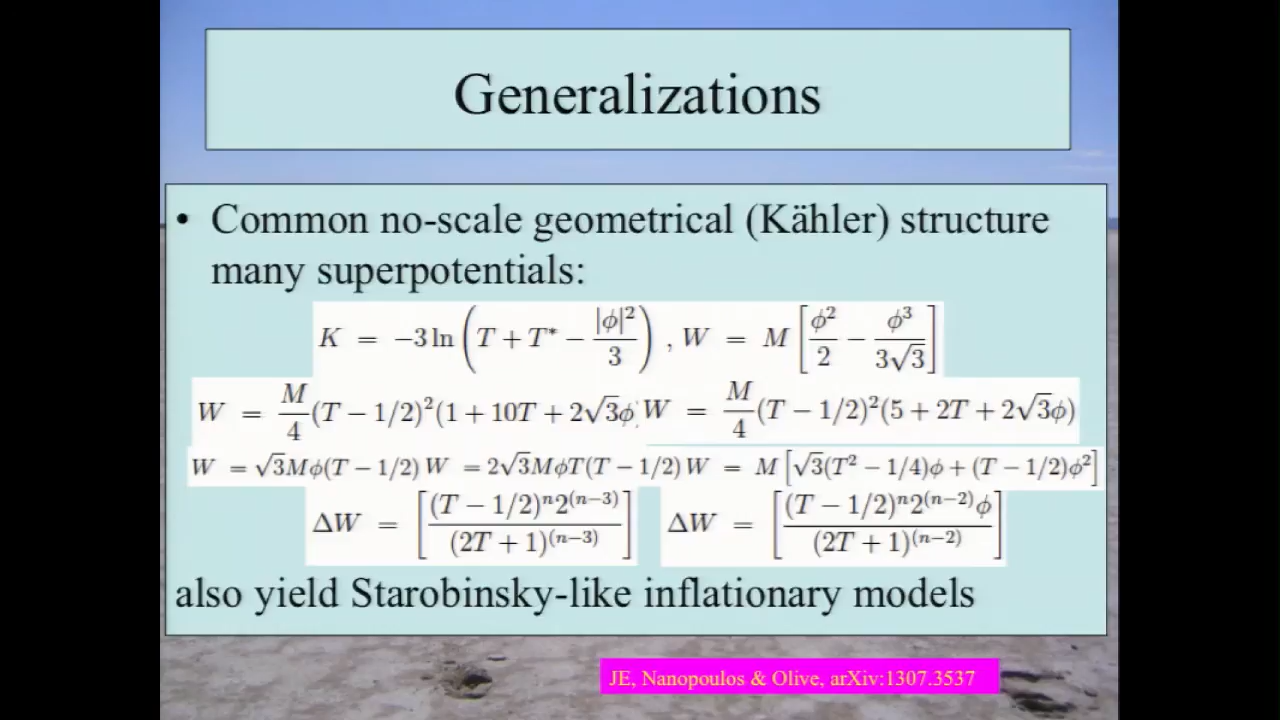 Generalizations
• Common no-scale geometrical (Kähler) structure
many superpotentials:
K = −3 ln ( T + T* − |ϕ|²/3 ) , W = M [ ϕ²/2 − ϕ³/(3√3) ]
W = M/4 (T − 1/2)²(1 + 10T + 2√3ϕ) W = M/4 (T − 1/2)²(5 + 2T + 2√3ϕ)
W = √3Mϕ(T − 1/2) W = 2√3MϕT(T − 1/2) W = M [√3(T² − 1/4)ϕ + (T − 1/2)ϕ²]
ΔW = [ (T − 1/2)ⁿ2⁽ⁿ⁻³⁾ / (2T + 1)⁽ⁿ⁻³⁾ ] ΔW = [ (T − 1/2)ⁿ2⁽ⁿ⁻²⁾ϕ / (2T + 1)⁽ⁿ⁻²⁾ ]
also yield Starobinsky-like inflationary models
JE, Nanopoulos & Olive, arXiv:1307.3537